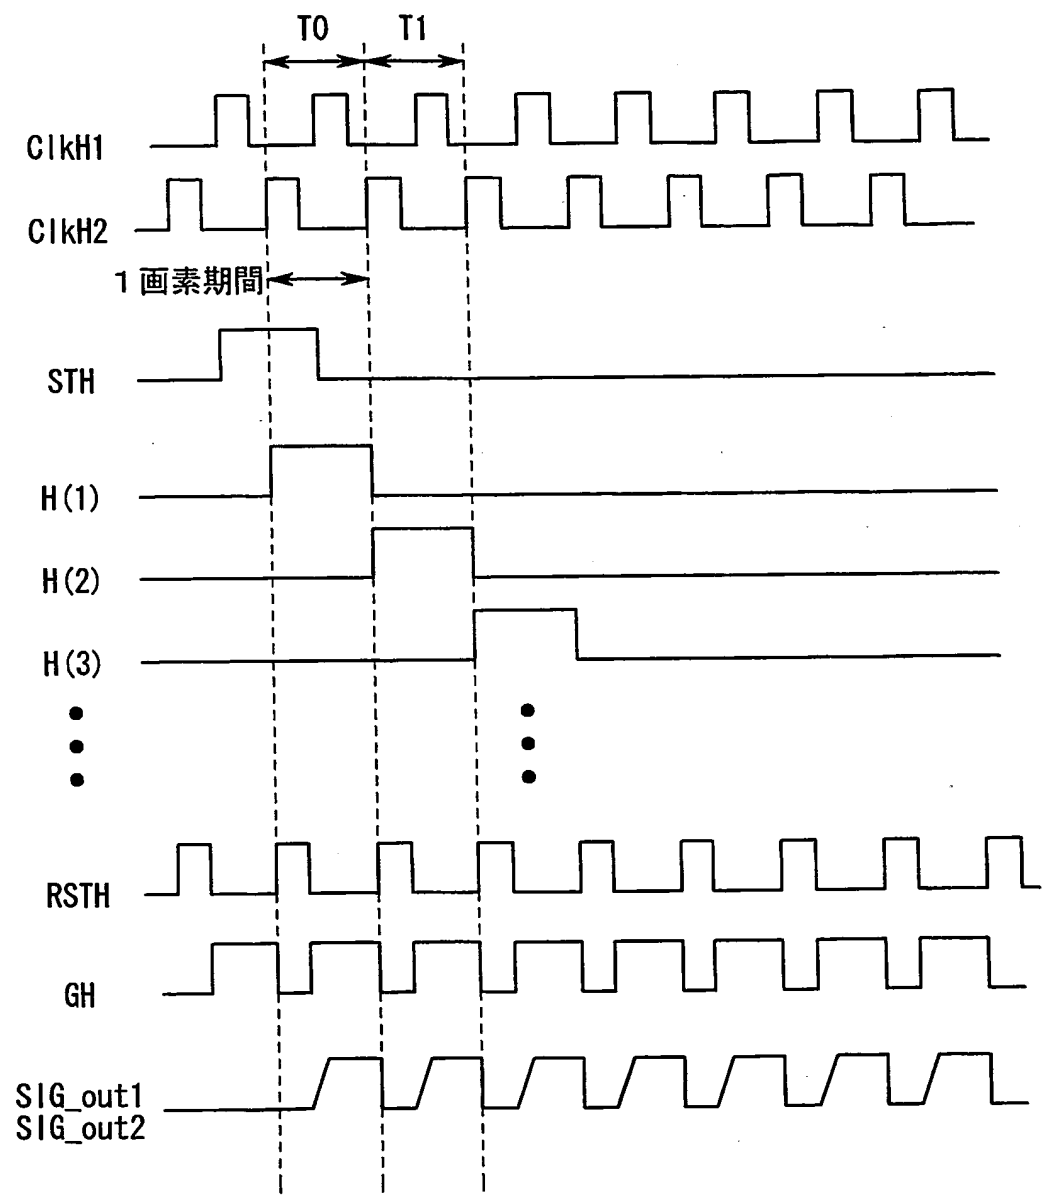 T0 T1
ClkH1
ClkH2
1画素期間
STH
H(1)
H(2)
H(3)
RSTH
GH
SIG_out1
SIG_out2